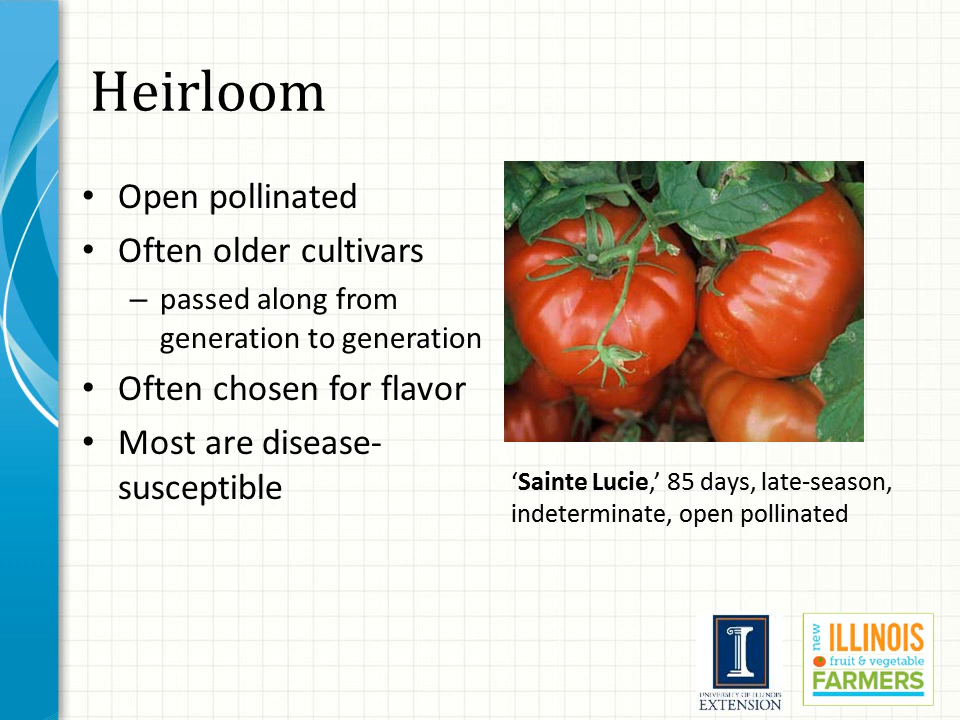 Heirloom
• Open pollinated
• Often older cultivars
– passed along from
generation to generation
• Often chosen for flavor
• Most are disease-
susceptible
‘Sainte Lucie,’ 85 days, late-season,
indeterminate, open pollinated
I
UNIVERSITY OF ILLINOIS
EXTENSION
new
ILLINOIS
fruit & vegetable
FARMERS